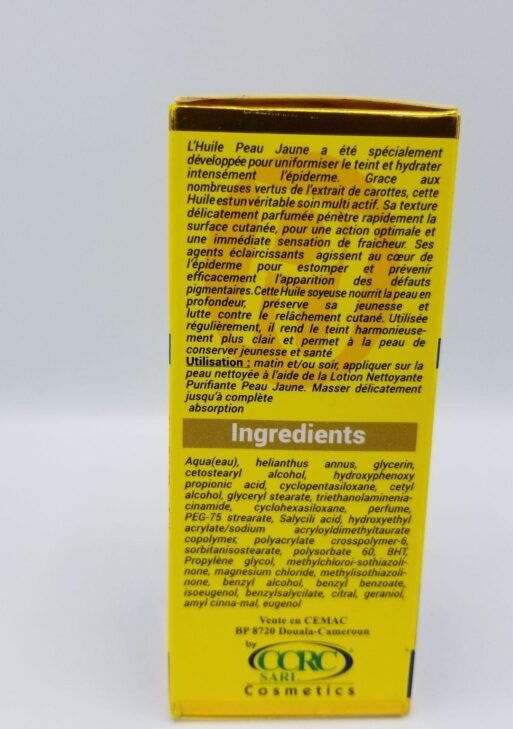 L'Huile Peau Jaune a été spécialement
développée pour uniformiser le teint et hydrater
intensément l'épiderme. Grace aux
nombreuses vertus de l'extrait de carottes, cette
Huile est un véritable soin multi actif. Sa texture
délicatement parfumée pénètre rapidement la
surface cutanée, pour une action optimale et
une immédiate sensation de fraicheur. Ses
agents éclaircissants agissent au cœur de
l'épiderme pour estomper et prévenir
efficacement l'apparition des défauts
pigmentaires. Cette Huile soyeuse nourrit la peau en
profondeur, préserve sa jeunesse et
lutte contre le relâchement cutané. Utilisée
régulièrement, il rend le teint harmonieuse-
ment plus clair et permet à la peau de
conserver jeunesse et santé
Utilisation : matin et/ou soir, appliquer sur la
peau nettoyée à l'aide de la Lotion Nettoyante
Purifiante Peau Jaune. Masser délicatement
jusqu'à complète
absorption
Ingredients
Aqua(eau), helianthus annus, glycerin,
cetostearyl alcohol, hydroxyphenoxy
propionic acid, cyclopentasiloxane, cetyl
alcohol, glyceryl stearate, triethanolaminenia-
cinamide, cyclohexasiloxane, perfume,
PEG-75 strearate, Salycili acid, hydroxyethyl
acrylate/sodium acryloyldimethyltaurate
copolymer, polyacrylate crosspolymer-6,
sorbitanisostearate, polysorbate 60, BHT,
Propylène glycol, methylchloroi-sothiazoli-
none, magnesium chloride, methylisothiazoli-
none, benzyl alcohol, benzyl benzoate,
isoeugenol, benzylsalycilate, citral, geraniol,
amyl cinna-mal, eugenol
Vente en CEMAC
BP 8720 Douala-Cameroun
by
CCRC
SARL
Cosmetics